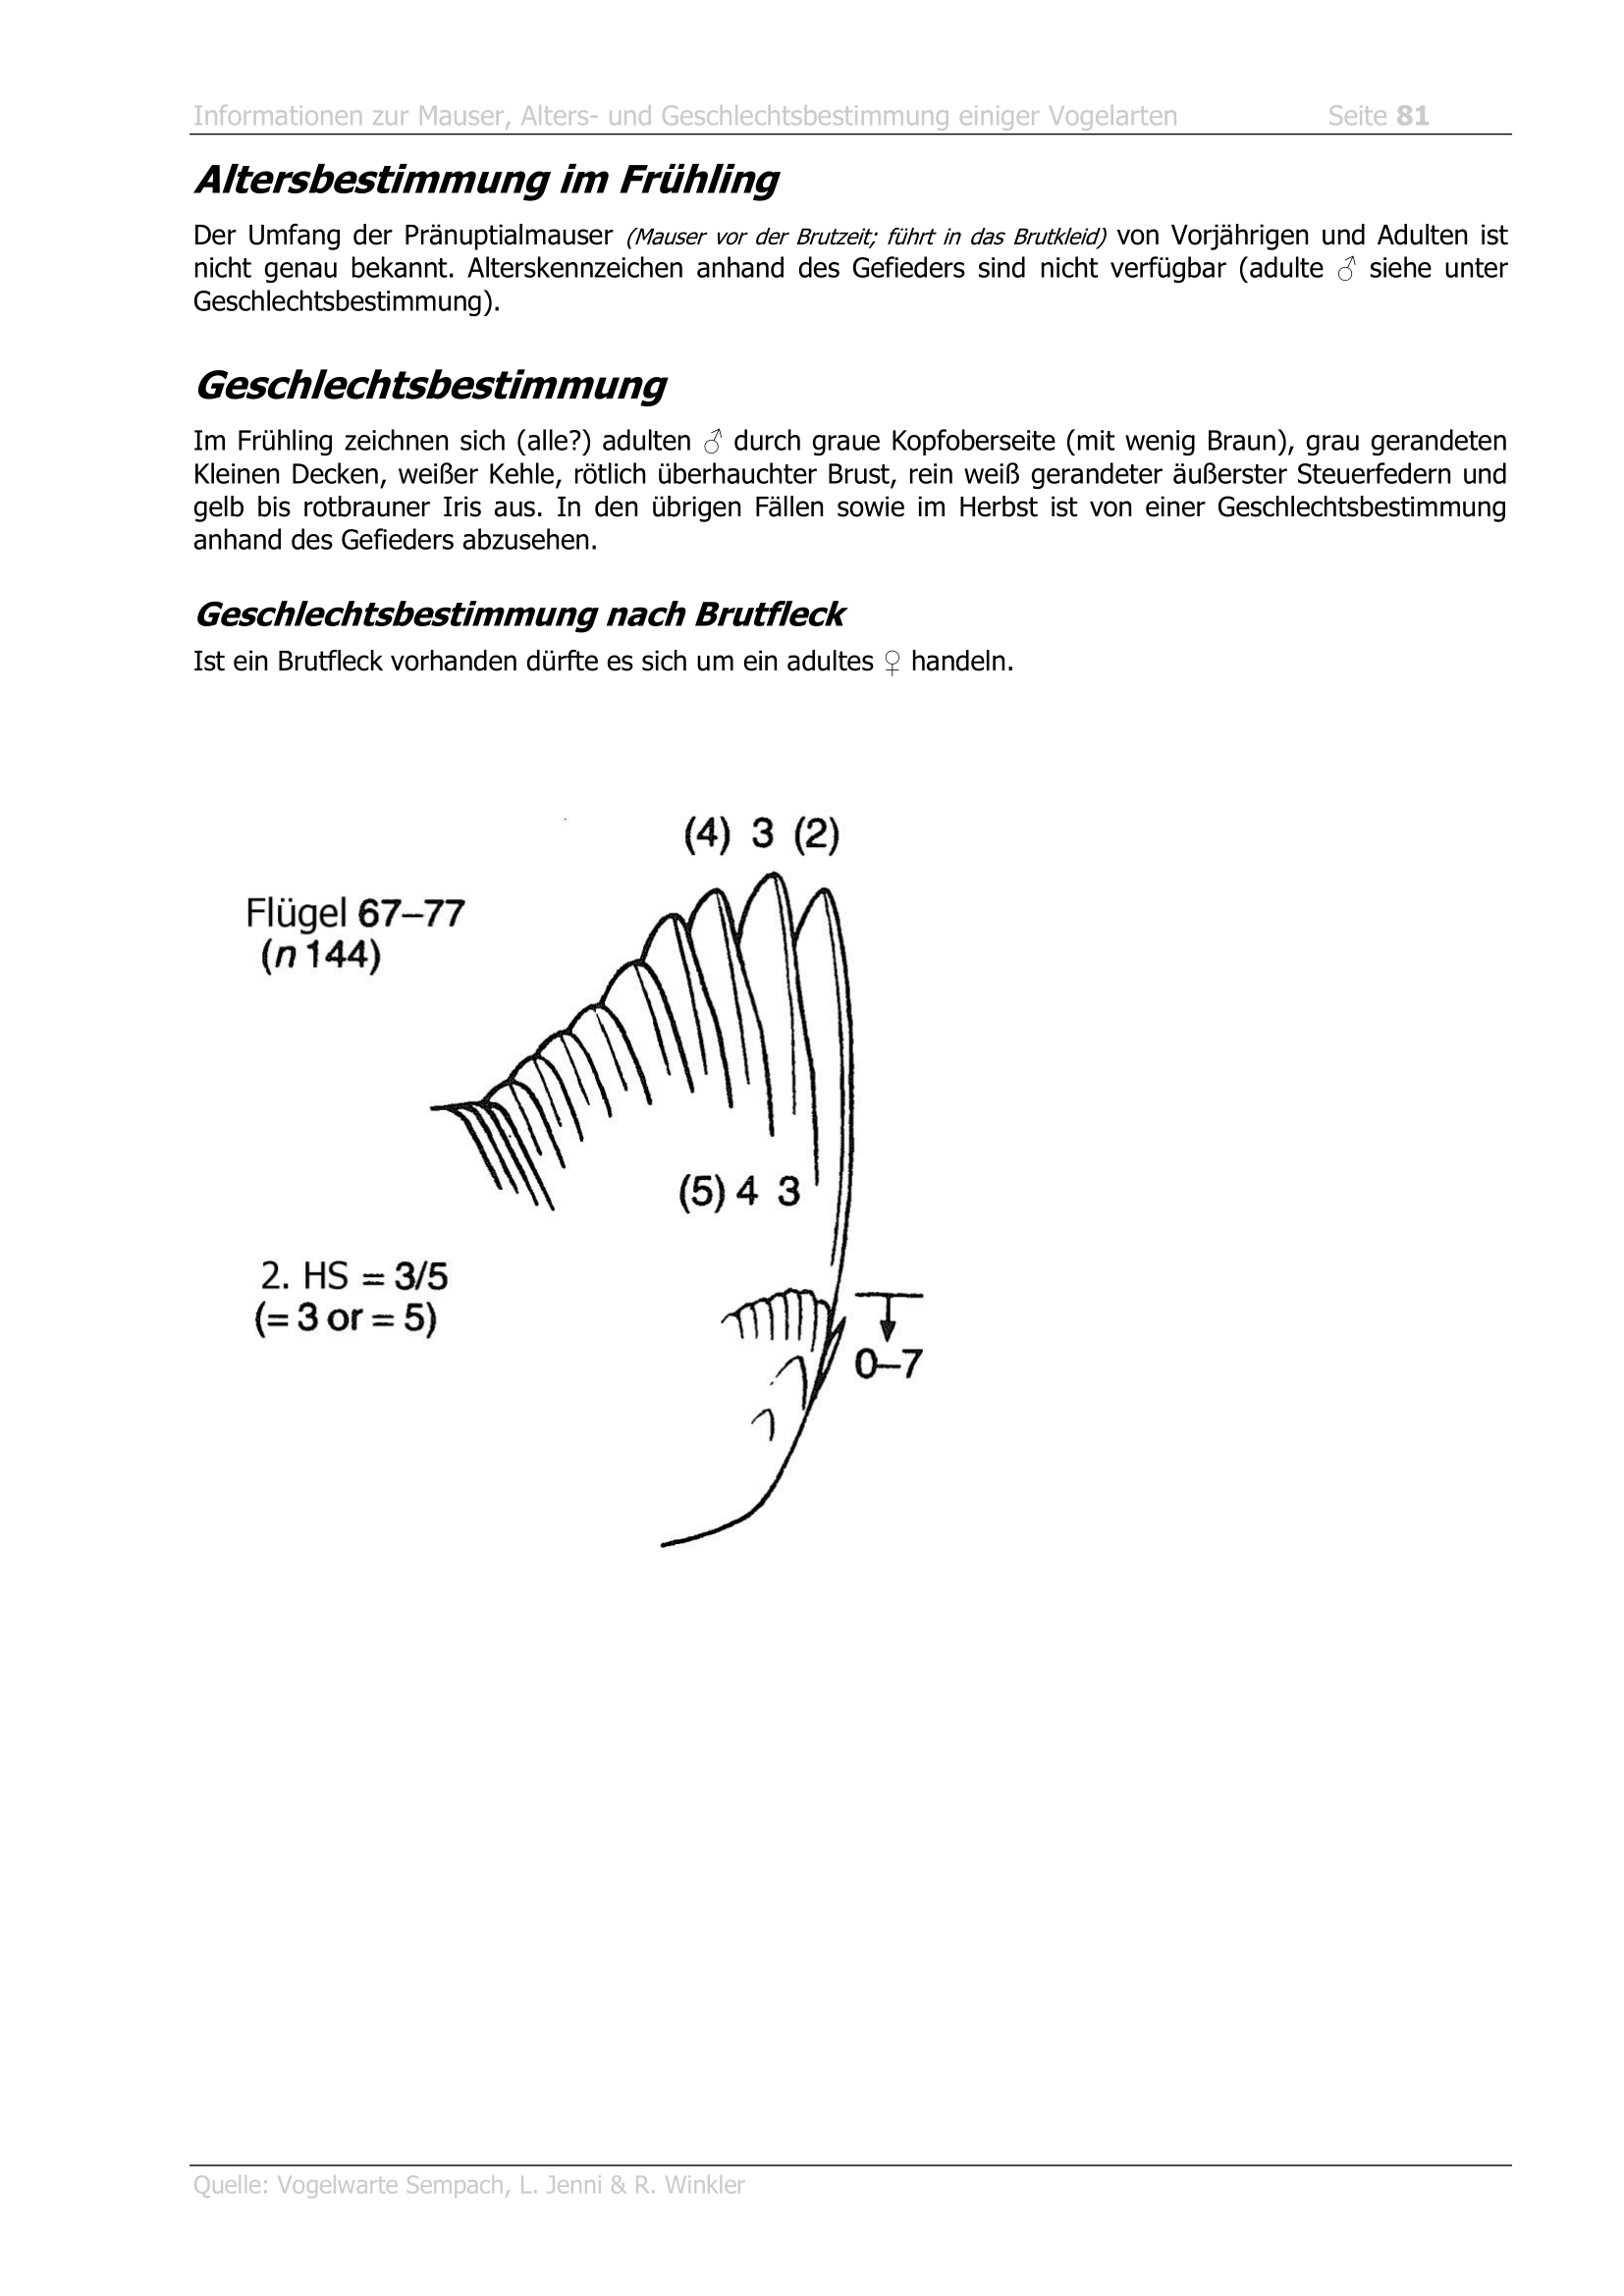 Informationen zur Mauser, Alters- und Geschlechtsbestimmung einiger Vogelarten Seite 81
Altersbestimmung im Frühling
Der Umfang der Pränuptialmauser (Mauser vor der Brutzeit; führt in das Brutkleid) von Vorjährigen und Adulten ist
nicht genau bekannt. Alterskennzeichen anhand des Gefieders sind nicht verfügbar (adulte ♂ siehe unter
Geschlechtsbestimmung).
Geschlechtsbestimmung
Im Frühling zeichnen sich (alle?) adulten ♂ durch graue Kopfoberseite (mit wenig Braun), grau gerandeten
Kleinen Decken, weißer Kehle, rötlich überhauchter Brust, rein weiß gerandeter äußerster Steuerfedern und
gelb bis rotbrauner Iris aus. In den übrigen Fällen sowie im Herbst ist von einer Geschlechtsbestimmung
anhand des Gefieders abzusehen.
Geschlechtsbestimmung nach Brutfleck
Ist ein Brutfleck vorhanden dürfte es sich um ein adultes ♀ handeln.
(4) 3 (2)
Flügel 67–77
(n 144)
(5) 4 3
2. HS = 3/5
(= 3 or = 5)
0–7
Quelle: Vogelwarte Sempach, L. Jenni & R. Winkler